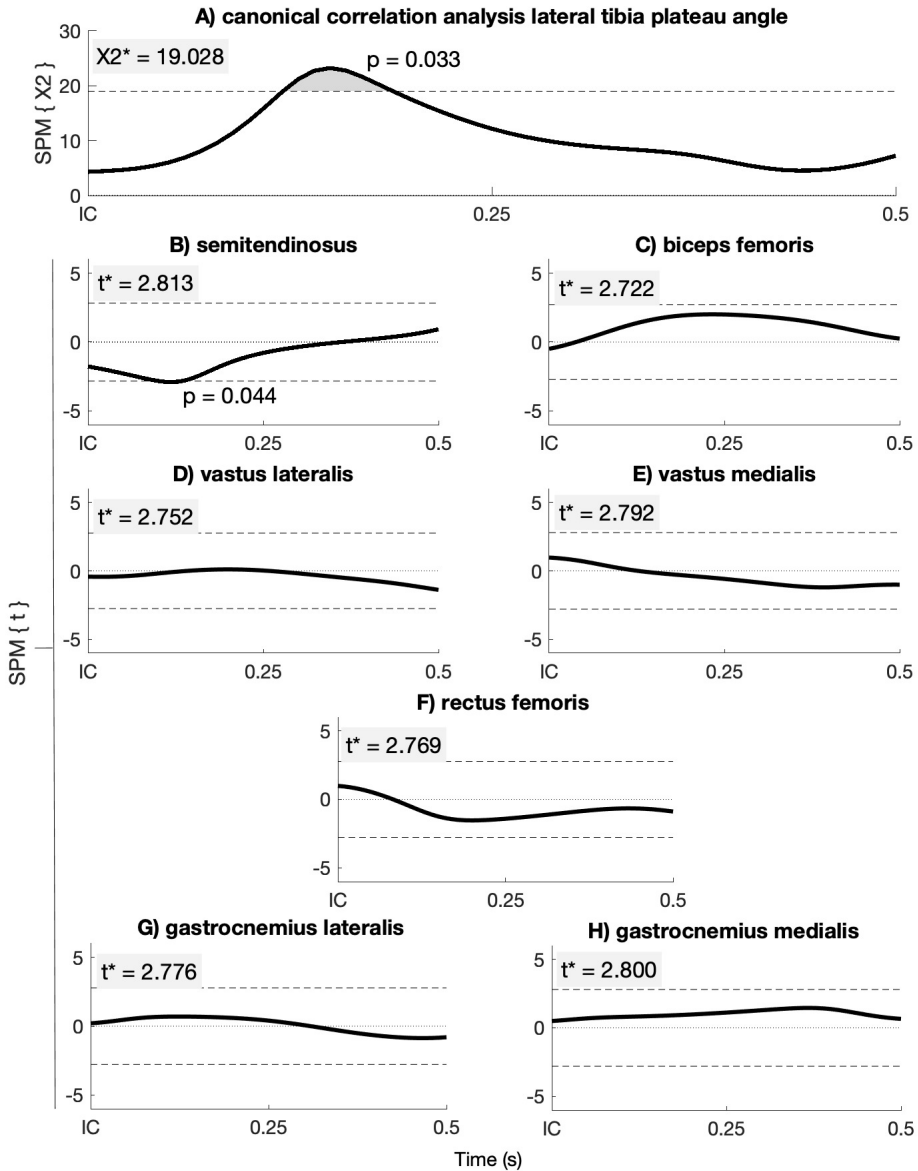 A) canonical correlation analysis lateral tibia plateau angle
30
X2* = 19.028
p = 0.033
20
SPM { X2 }
10
0
IC
0.25
0.5
B) semitendinosus
5
t* = 2.813
0
p = 0.044
-5
IC
0.25
0.5
C) biceps femoris
5
t* = 2.722
0
-5
IC
0.25
0.5
D) vastus lateralis
5
t* = 2.752
0
-5
IC
0.25
0.5
E) vastus medialis
5
t* = 2.792
0
-5
IC
0.25
0.5
SPM { t }
F) rectus femoris
5
t* = 2.769
0
-5
IC
0.25
0.5
G) gastrocnemius lateralis
5
t* = 2.776
0
-5
IC
0.25
0.5
H) gastrocnemius medialis
5
t* = 2.800
0
-5
IC
0.25
0.5
Time (s)